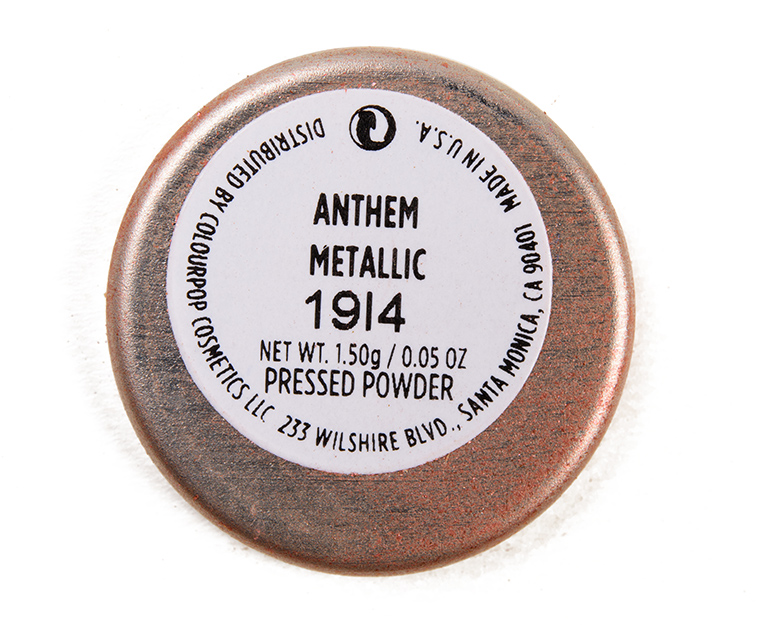 ANTHEM
METALLIC
1914
NET WT. 1.50g / 0.05 OZ
PRESSED POWDER
DISTRIBUTED BY COLOURPOP COSMETICS LLC 233 WILSHIRE BLVD., SANTA MONICA, CA 90401 MADE IN U.S.A.